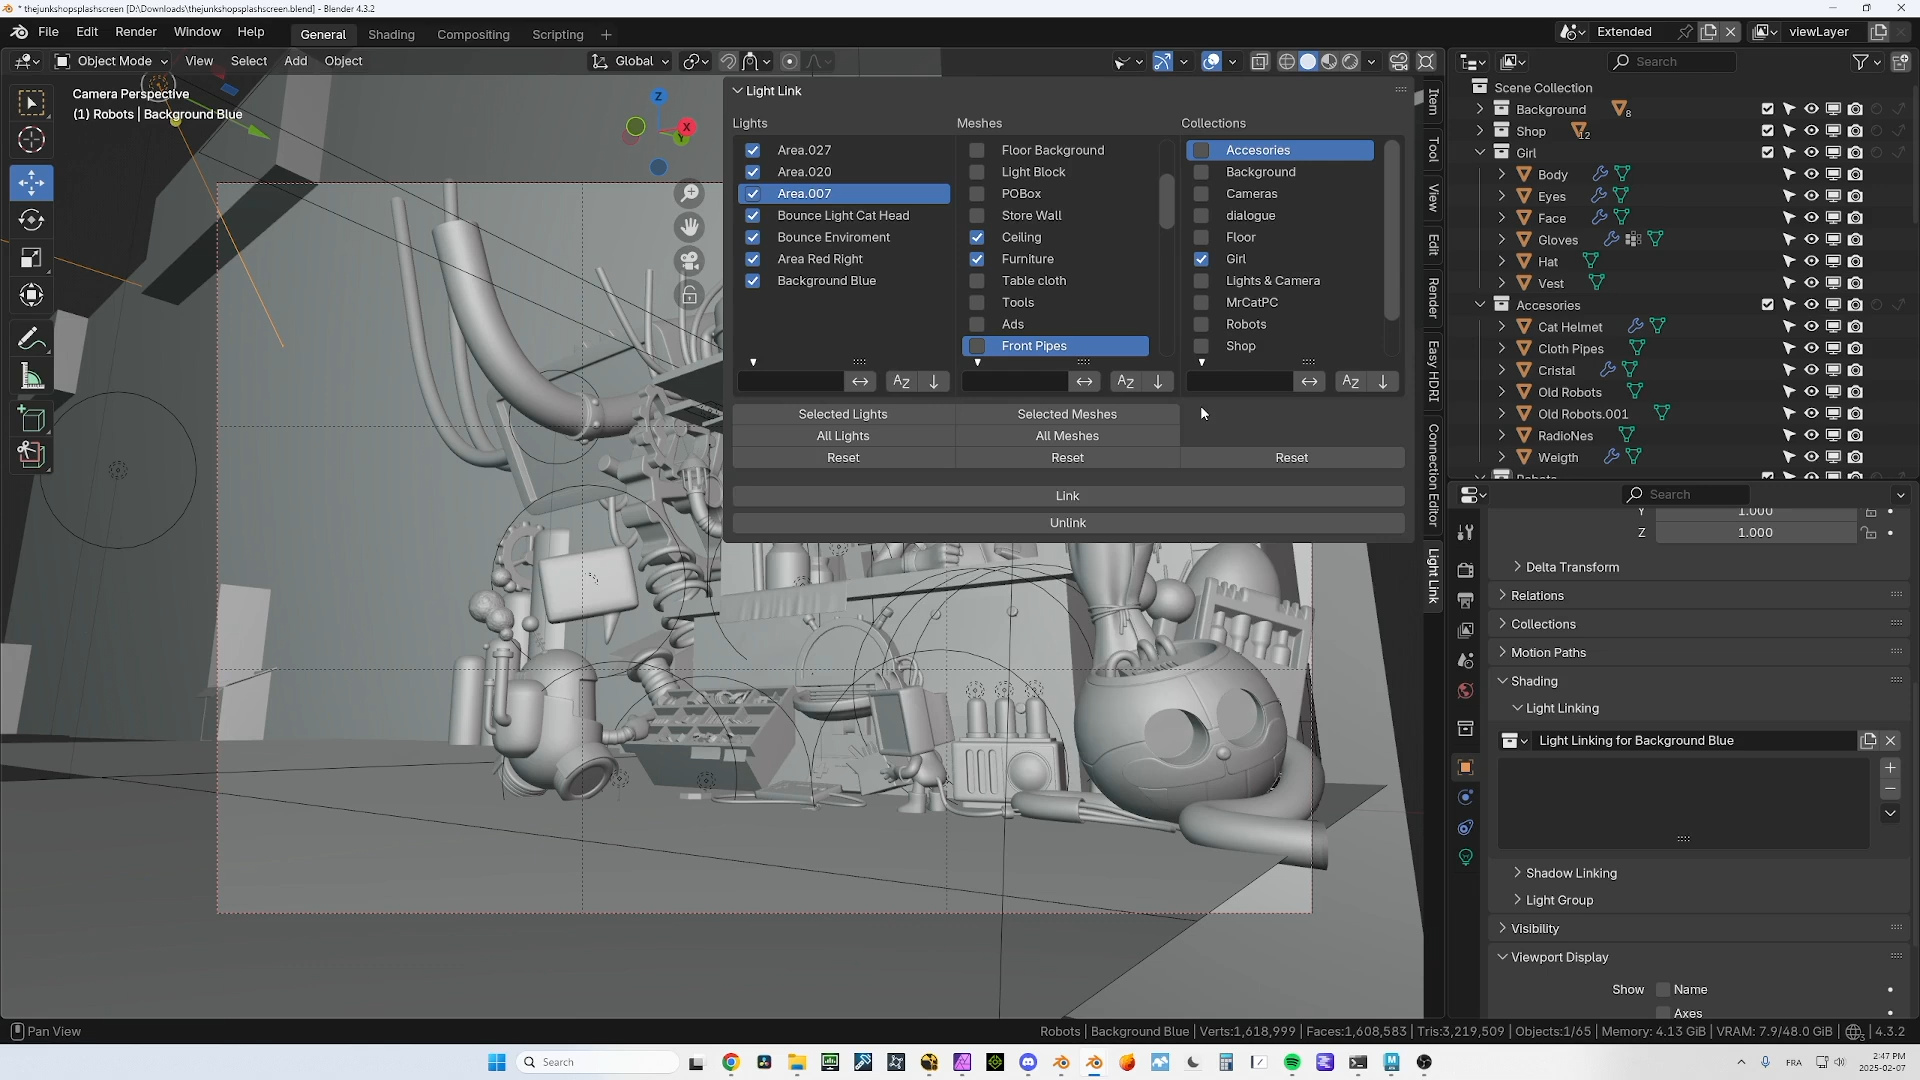 * thejunkshopsplashscreen [D:\Downloads\thejunkshopsplashscreen.blend] - Blender 4.3.2
File Edit Render Window Help General Shading Compositing Scripting Extended viewLayer
Object Mode View Select Add Object Global Search
Camera Perspective
(1) Robots | Background Blue
Z
X
Y
Light Link
Lights Meshes Collections
Area.027 Floor Background Accesories
Area.020 Light Block Background
Area.007 POBox Cameras
Bounce Light Cat Head Store Wall dialogue
Bounce Enviroment Ceiling Floor
Area Red Right Furniture Girl
Background Blue Table cloth Lights & Camera
Tools MrCatPC
Ads Robots
Front Pipes Shop
Selected Lights Selected Meshes
All Lights All Meshes
Reset Reset Reset
Link
Unlink
Item
Tool
View
Edit
Render
Easy HDRI
Connection Editor
Light Link
Scene Collection
Background 8
Shop 12
Girl
Body
Eyes
Face
Gloves
Hat
Vest
Accesories
Cat Helmet
Cloth Pipes
Cristal
Old Robots
Old Robots.001
RadioNes
Weigth
Robots
Search
Y 1.000
Z 1.000
Delta Transform
Relations
Collections
Motion Paths
Shading
Light Linking
Light Linking for Background Blue
Shadow Linking
Light Group
Visibility
Viewport Display
Show Name
Axes
Pan View
Robots | Background Blue | Verts:1,618,999 | Faces:1,608,583 | Tris:3,219,509 | Objects:1/65 | Memory: 4.13 GiB | VRAM: 7.9/48.0 GiB | 4.3.2
Search
FRA
2:47 PM
2025-02-07